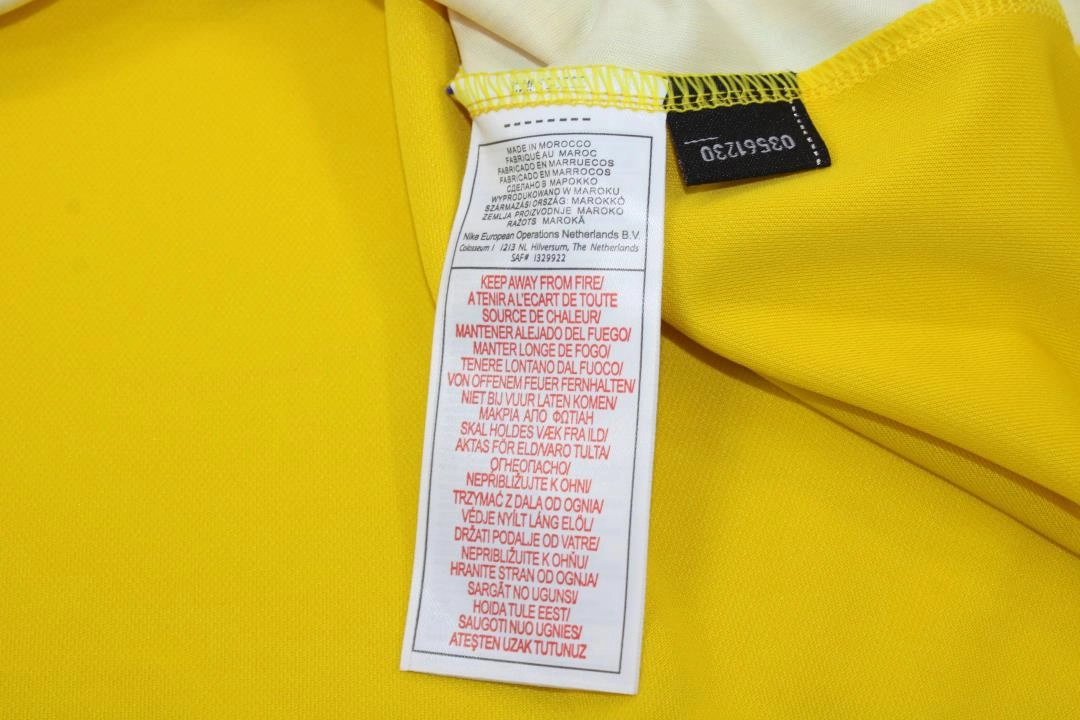 MADE IN MOROCCO
FABRIQUÉ AU MAROC
FABRICADO EN MARRUECOS
FABRICADO EM MARROCOS
СДЕЛАНО В МАРОККО
WYPRODUKOWANO W MAROKU
SZÁRMAZÁSI ORSZÁG: MAROKKÓ
ZEMLJA PROIZVODNJE MAROKO
RAŽOTS MAROKĀ
Nike European Operations Netherlands B.V.
Colosseum 1 1213 NL Hilversum, The Netherlands
SAF# 1329922
KEEP AWAY FROM FIRE/
A TENIR A L'ECART DE TOUTE
SOURCE DE CHALEUR/
MANTENER ALEJADO DEL FUEGO/
MANTER LONGE DE FOGO/
TENERE LONTANO DAL FUOCO/
VON OFFENEM FEUER FERNHALTEN/
NIET BIJ VUUR LATEN KOMEN/
ΜΑΚΡΙΑ ΑΠΟ ΦΩΤΙΑΗ
SKAL HOLDES VÆK FRA ILD/
AKTAS FÖR ELD/VARO TULTA/
ОГНЕОПАСНО/
NEPŘIBLIŽUJTE K OHNI/
TRZYMAĆ Z DALA OD OGNIA/
VÉDJE NYÍLT LÁNG ELŐL/
DRŽATI PODALJE OD VATRE/
NEPRIBLIŽUJTE K OHŇU/
HRANITE STRAN OD OGNJA/
SARGĀT NO UGUNS/
HOIDA TULE EEST/
SAUGOTI NUO UGNIES/
ATEŞTEN UZAK TUTUNUZ
03561230